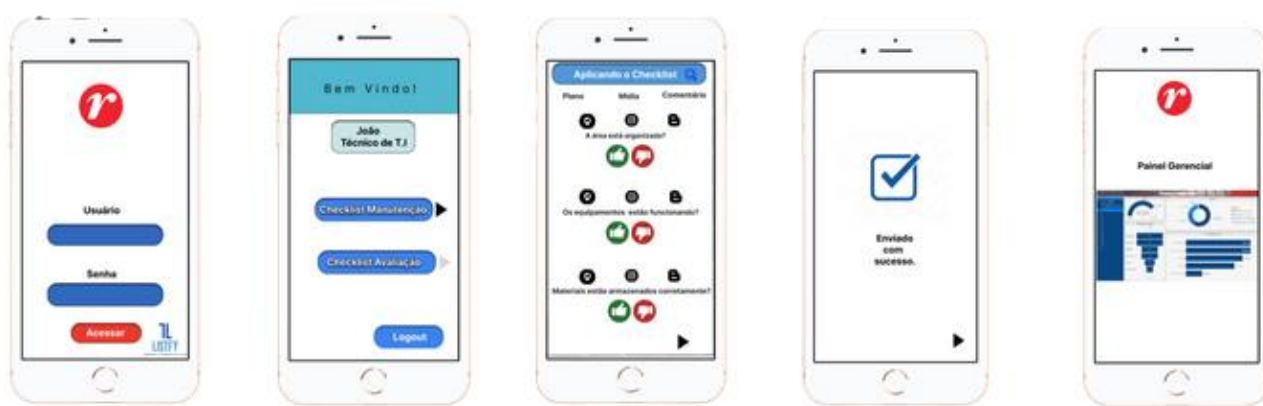 r
Usuário
Senha
Acessar
LISTFY
Bem Vindo!
João
Técnico de T.I
Checklist Manutenção
Checklist Avaliação
Logout
Aplicando o Checklist
Plano Mídia Comentário
A área está organizado?
Os equipamentos estão funcionando?
Materiais estão armazenados corretamente?
Enviado
com
sucesso.
r
Painel Gerencial